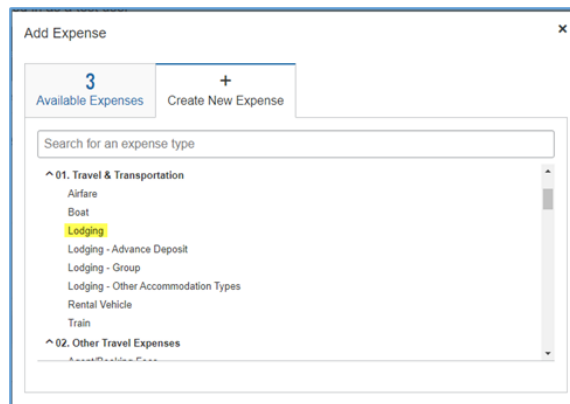 Add Expense
×
3
+
Available Expenses
Create New Expense
Search for an expense type
01. Travel & Transportation
Airfare
Boat
Lodging
Lodging - Advance Deposit
Lodging - Group
Lodging - Other Accommodation Types
Rental Vehicle
Train
02. Other Travel Expenses